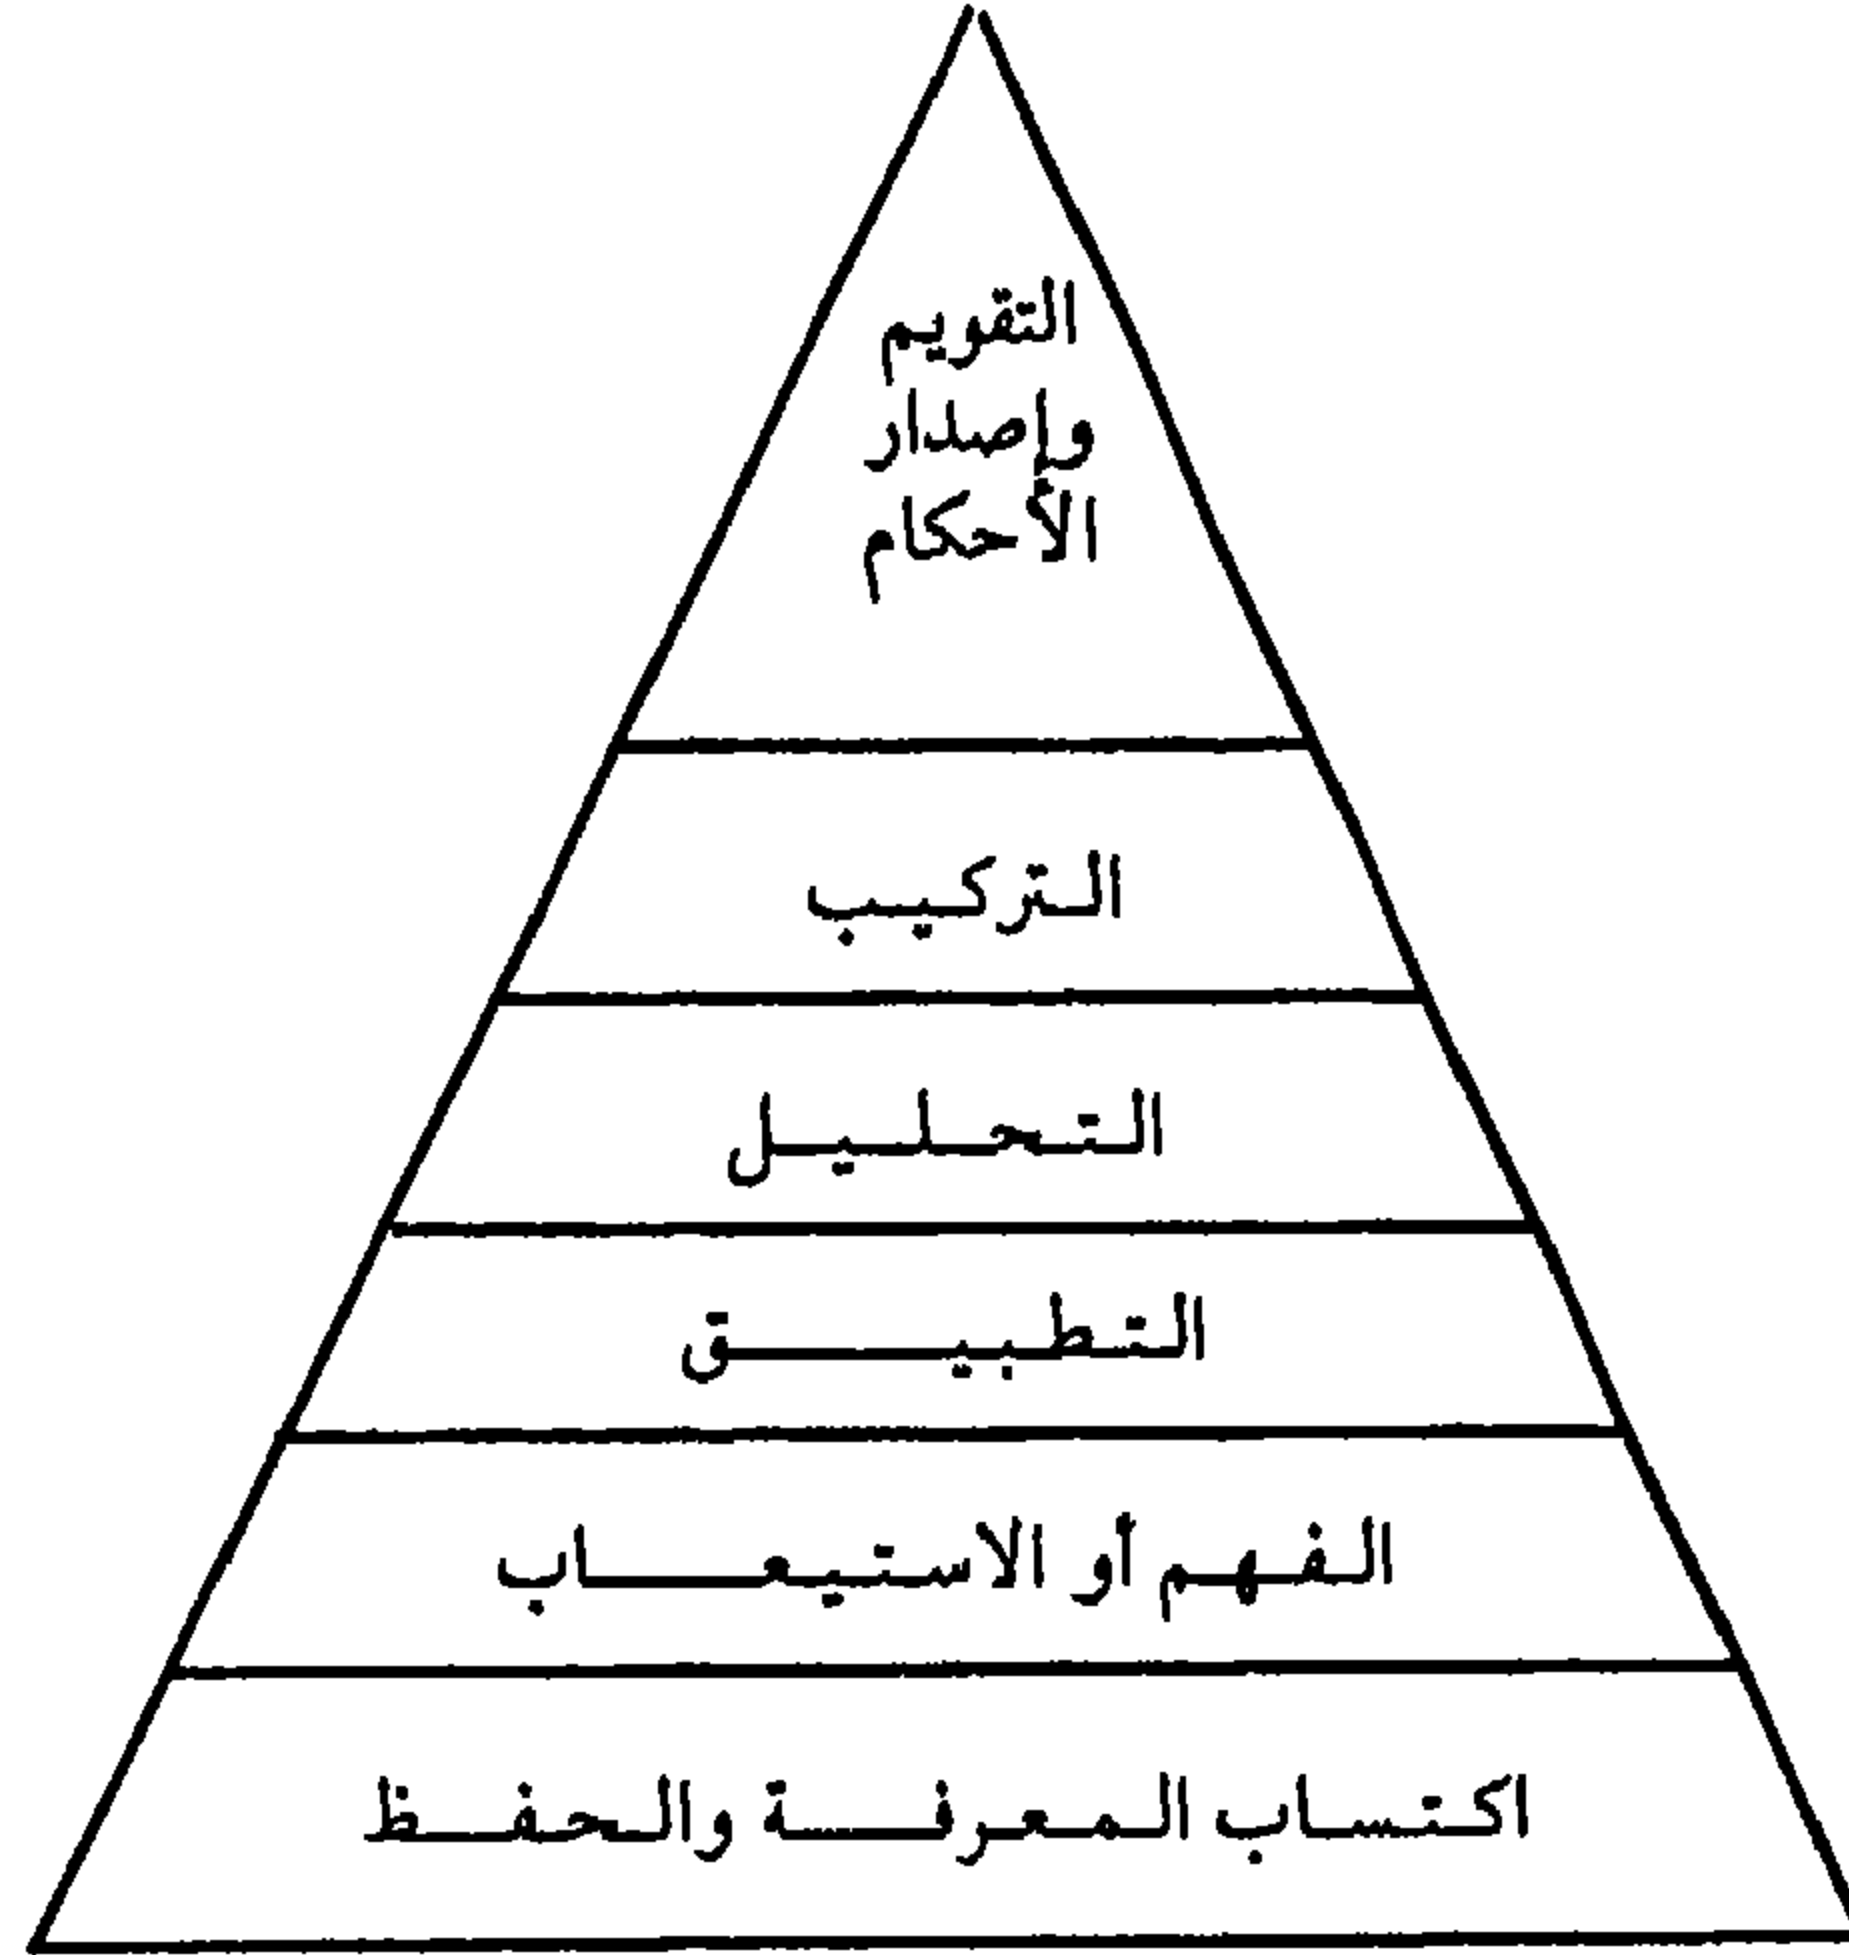 التقويم
وإصدار
الأحكام
التركيب
التحليل
التطبيق
الفهم أو الاستيعاب
اكتساب المعرفة والحفظ